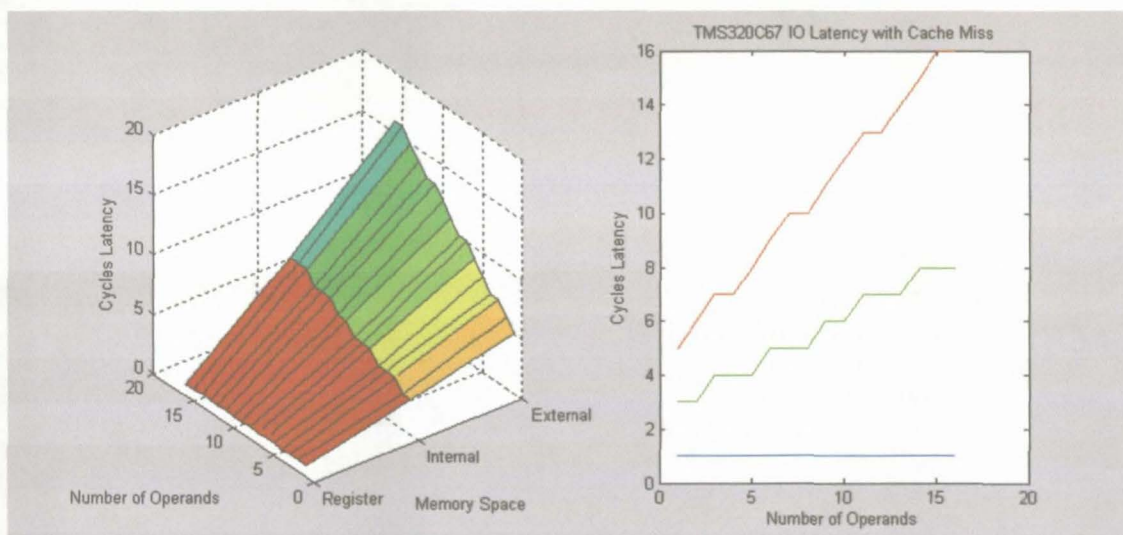 20
15
10
5
0
Cycles Latency
20
15
10
5
0
Number of Operands
Register
Internal
External
Memory Space
TMS320C67 IO Latency with Cache Miss
16
14
12
10
8
6
4
2
0
Cycles Latency
0
5
10
15
20
Number of Operands